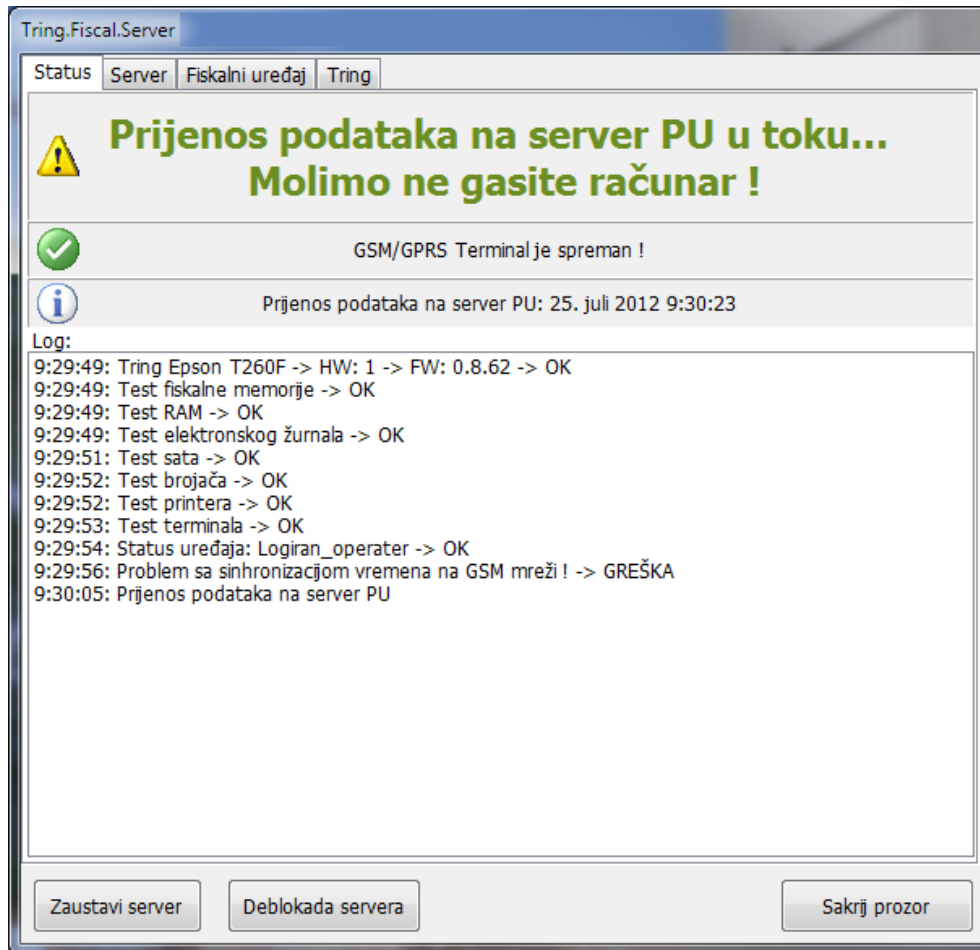 Tring.Fiscal.Server
Status Server Fiskalni uređaj Tring
Prijenos podataka na server PU u toku...
Molimo ne gasite računar !
GSM/GPRS Terminal je spreman !
Prijenos podataka na server PU: 25. juli 2012 9:30:23
Log:
9:29:49: Tring Epson T260F -> HW: 1 -> FW: 0.8.62 -> OK
9:29:49: Test fiskalne memorije -> OK
9:29:49: Test RAM -> OK
9:29:49: Test elektronskog žurnala -> OK
9:29:51: Test sata -> OK
9:29:52: Test brojača -> OK
9:29:52: Test printera -> OK
9:29:53: Test terminala -> OK
9:29:54: Status uređaja: Logiran_operater -> OK
9:29:56: Problem sa sinhronizacijom vremena na GSM mreži ! -> GREŠKA
9:30:05: Prijenos podataka na server PU
Zaustavi server Deblokada servera Sakrij prozor